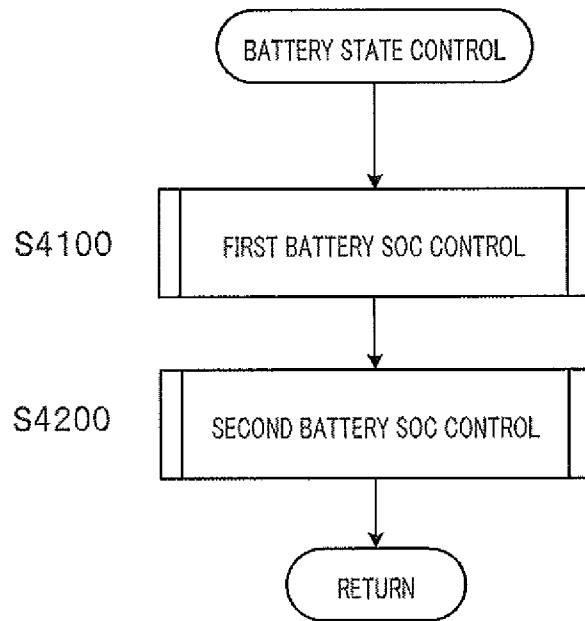 BATTERY STATE CONTROL
S4100
FIRST BATTERY SOC CONTROL
S4200
SECOND BATTERY SOC CONTROL
RETURN